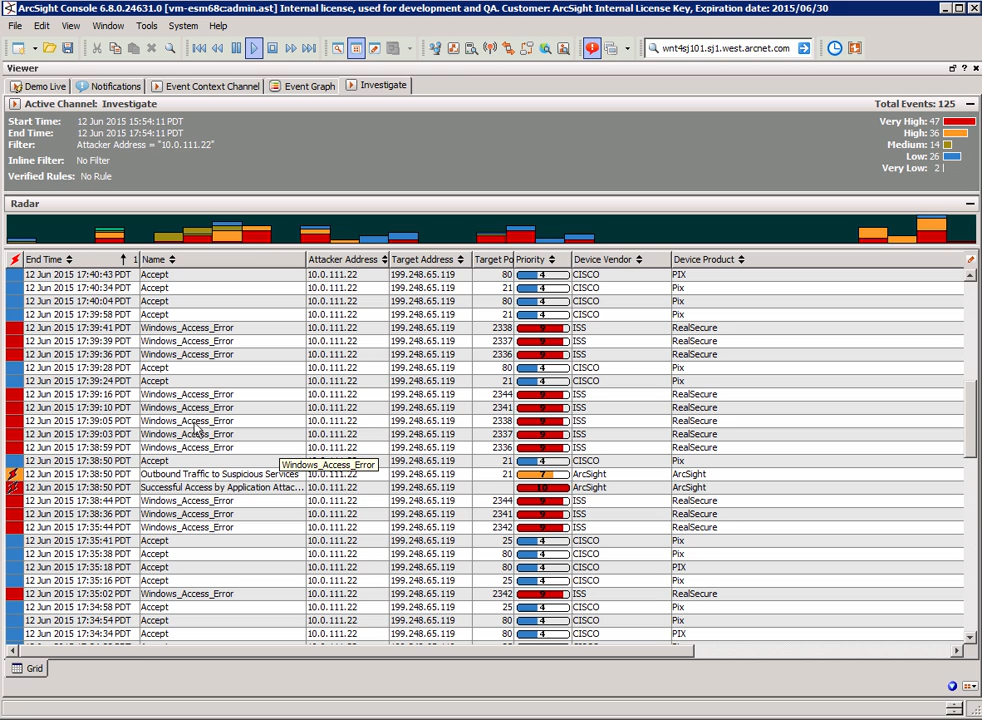 ArcSight Console 6.8.0.24631.0 [vm-esm68c:admin.ast] Internal license, used for development and QA. Customer: ArcSight Internal License Key, Expiration date: 2015/06/30
File Edit View Window Tools System Help
wnt4sj101.sj1.west.arcnet.com
Viewer
Demo Live Notifications Event Context Channel Event Graph Investigate
Active Channel: Investigate Total Events: 125
Start Time: 12 Jun 2015 15:54:11 PDT Very High: 47
End Time: 12 Jun 2015 17:54:11 PDT High: 36
Filter: Attacker Address = "10.0.111.22" Medium: 14
Inline Filter: No Filter Low: 26
Verified Rules: No Rule Very Low: 2
Radar
End Time 1 Name Attacker Address Target Address Target Po Priority Device Vendor Device Product
12 Jun 2015 17:40:43 PDT Accept 10.0.111.22 199.248.65.119 80 4 CISCO PIX
12 Jun 2015 17:40:34 PDT Accept 10.0.111.22 199.248.65.119 21 4 CISCO Pix
12 Jun 2015 17:40:04 PDT Accept 10.0.111.22 199.248.65.119 80 4 CISCO Pix
12 Jun 2015 17:39:58 PDT Accept 10.0.111.22 199.248.65.119 21 4 CISCO Pix
12 Jun 2015 17:39:41 PDT Windows_Access_Error 10.0.111.22 199.248.65.119 2338 9 ISS RealSecure
12 Jun 2015 17:39:39 PDT Windows_Access_Error 10.0.111.22 199.248.65.119 2337 9 ISS RealSecure
12 Jun 2015 17:39:36 PDT Windows_Access_Error 10.0.111.22 199.248.65.119 2336 9 ISS RealSecure
12 Jun 2015 17:39:28 PDT Accept 10.0.111.22 199.248.65.119 80 4 CISCO Pix
12 Jun 2015 17:39:24 PDT Accept 10.0.111.22 199.248.65.119 21 4 CISCO Pix
12 Jun 2015 17:39:16 PDT Windows_Access_Error 10.0.111.22 199.248.65.119 2344 9 ISS RealSecure
12 Jun 2015 17:39:10 PDT Windows_Access_Error 10.0.111.22 199.248.65.119 2341 9 ISS RealSecure
12 Jun 2015 17:39:05 PDT Windows_Access_Error 10.0.111.22 199.248.65.119 2338 9 ISS RealSecure
12 Jun 2015 17:39:03 PDT Windows_Access_Error 10.0.111.22 199.248.65.119 2337 9 ISS RealSecure
12 Jun 2015 17:38:59 PDT Windows_Access_Error 10.0.111.22 199.248.65.119 2336 9 ISS RealSecure
12 Jun 2015 17:38:50 PDT Accept 199.248.65.119 21 4 CISCO Pix
Windows_Access_Error
12 Jun 2015 17:38:50 PDT Outbound Traffic to Suspicious Services 10.0.111.22 199.248.65.119 21 7 ArcSight ArcSight
12 Jun 2015 17:38:50 PDT Successful Access by Application Attac... 10.0.111.22 199.248.65.119 10 ArcSight ArcSight
12 Jun 2015 17:38:44 PDT Windows_Access_Error 10.0.111.22 199.248.65.119 2344 9 ISS RealSecure
12 Jun 2015 17:38:36 PDT Windows_Access_Error 10.0.111.22 199.248.65.119 2341 9 ISS RealSecure
12 Jun 2015 17:35:44 PDT Windows_Access_Error 10.0.111.22 199.248.65.119 2342 9 ISS RealSecure
12 Jun 2015 17:35:41 PDT Accept 10.0.111.22 199.248.65.119 25 4 CISCO Pix
12 Jun 2015 17:35:38 PDT Accept 10.0.111.22 199.248.65.119 80 4 CISCO Pix
12 Jun 2015 17:35:18 PDT Accept 10.0.111.22 199.248.65.119 80 4 CISCO PIX
12 Jun 2015 17:35:16 PDT Accept 10.0.111.22 199.248.65.119 25 4 CISCO Pix
12 Jun 2015 17:35:02 PDT Windows_Access_Error 10.0.111.22 199.248.65.119 2342 9 ISS RealSecure
12 Jun 2015 17:34:58 PDT Accept 10.0.111.22 199.248.65.119 25 4 CISCO Pix
12 Jun 2015 17:34:54 PDT Accept 10.0.111.22 199.248.65.119 80 4 CISCO Pix
12 Jun 2015 17:34:34 PDT Accept 10.0.111.22 199.248.65.119 80 4 CISCO PIX
Grid